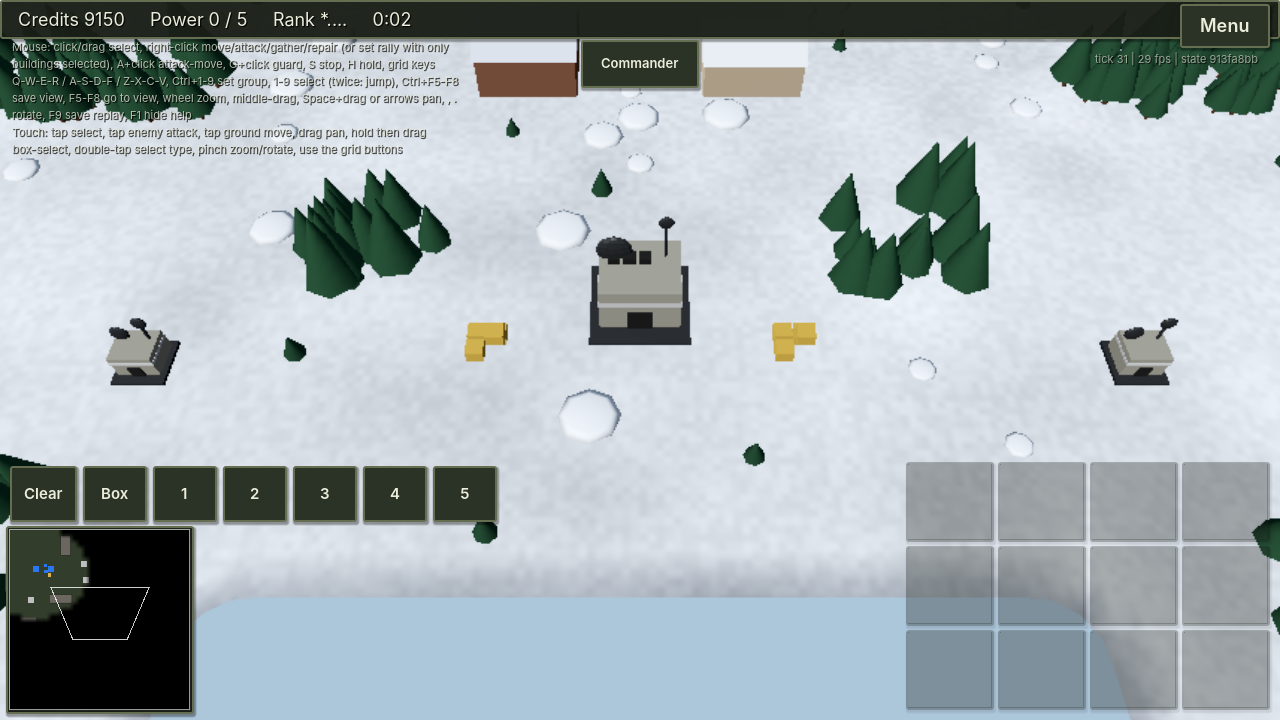 Credits 9150 Power 0 / 5 Rank *.... 0:02
Menu
Mouse: click/drag select, right-click move/attack/gather/repair (or set rally with only
buildings selected), A+click attack-move, G+click guard, S stop, H hold, grid keys
Q-W-E-R / A-S-D-F / Z-X-C-V, Ctrl+1-9 set group, 1-9 select (twice: jump), Ctrl+F5-F8
save view, F5-F8 go to view, wheel zoom, middle-drag, Space+drag or arrows pan, , .
rotate, F9 save replay, F1 hide help
Touch: tap select, tap enemy attack, tap ground move, drag pan, hold then drag
box-select, double-tap select type, pinch zoom/rotate, use the grid buttons
Commander
tick 31 | 29 fps | state 913fa8bb
Clear Box 1 2 3 4 5